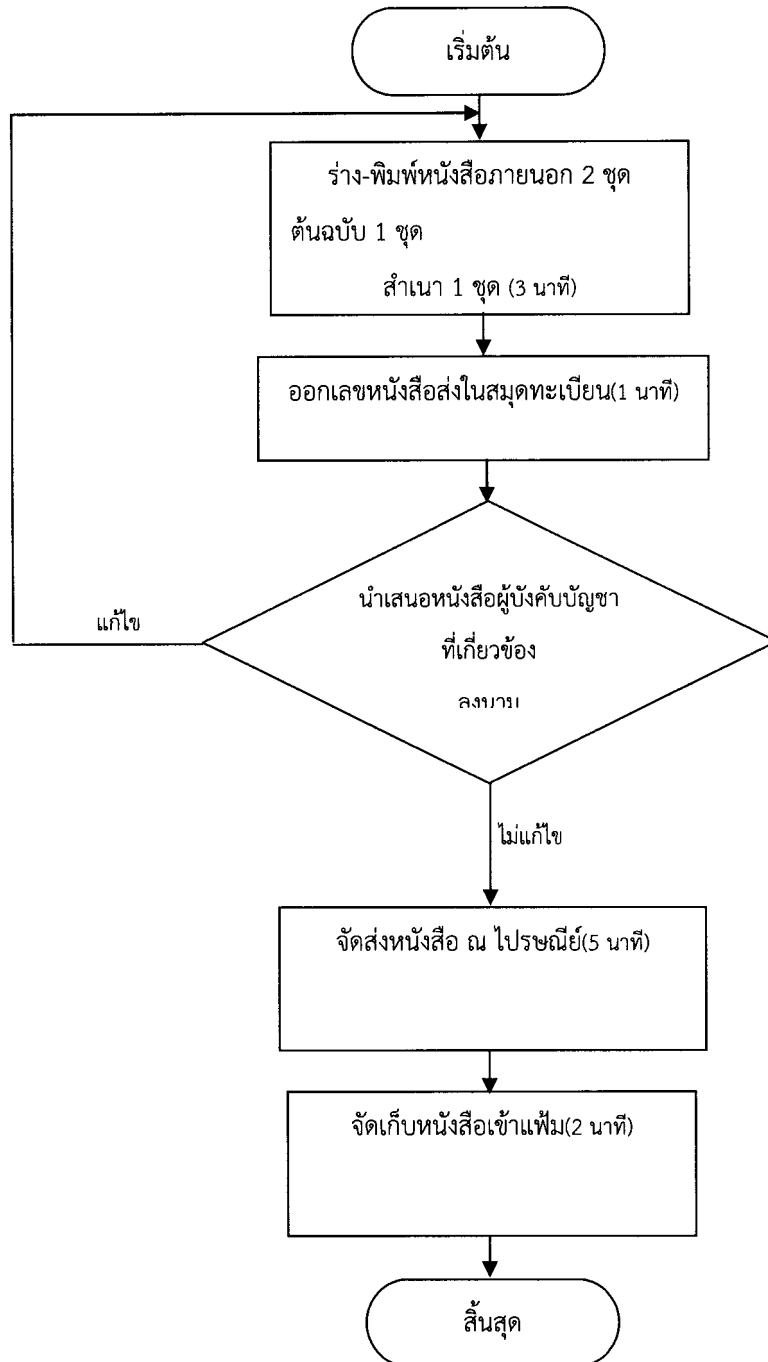 เริ่มต้น
ร่าง-พิมพ์หนังสือภายนอก 2 ชุด
ต้นฉบับ 1 ชุด
สำเนา 1 ชุด (3 นาที)
ออกเลขหนังสือส่งในสมุดทะเบียน(1 นาที)
นำเสนอหนังสือผู้บังคับบัญชา
ที่เกี่ยวข้อง
แก้ไข
ไม่แก้ไข
จัดส่งหนังสือ ณ ไปรษณีย์(5 นาที)
จัดเก็บหนังสือเข้าแฟ้ม(2 นาที)
สิ้นสุด